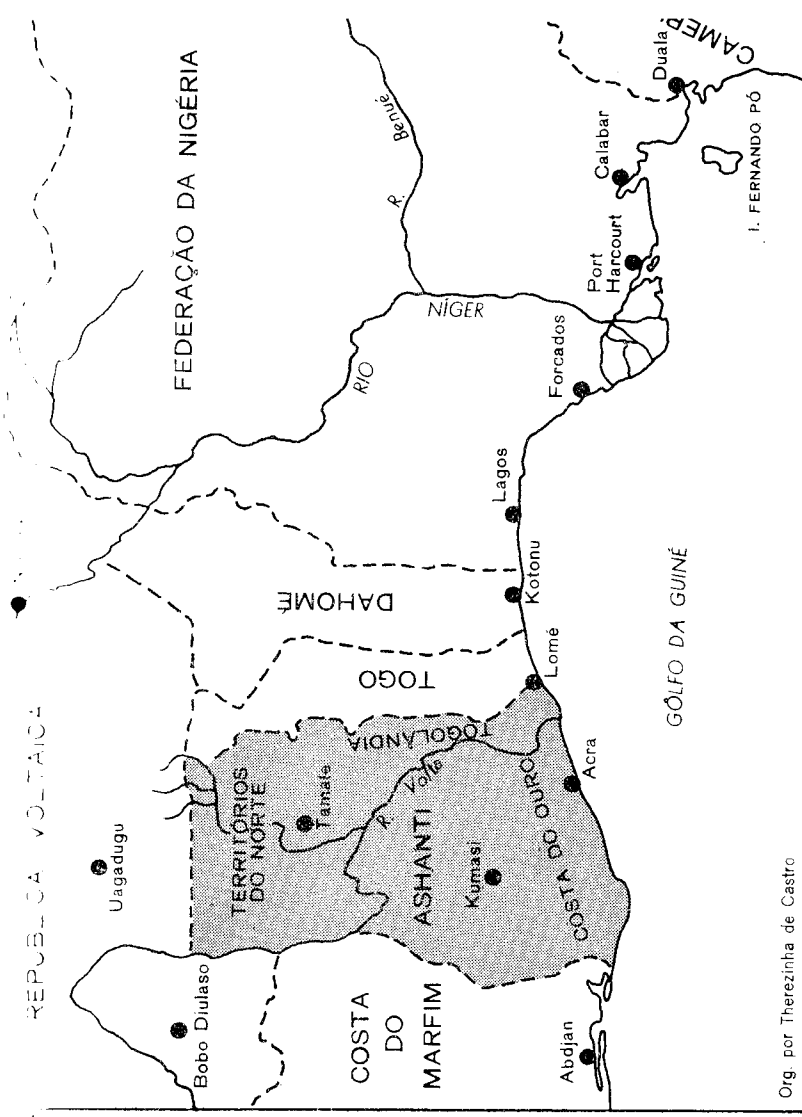 REPÚBLICA VOLTAICA
FEDERAÇÃO DA NIGÉRIA
Uagadugu
Bobo Diulaso
R. Benué
RIO
NÍGER
DAHOMÉ
TOGO
TOGOLÂNDIA
TERRITÓRIOS
DO NORTE
Tamale
R. Volta
ASHANTI
Kumasi
COSTA DO OURO
COSTA
DO
MARFIM
Abdjan
Acra
Lomé
Kotonu
Lagos
Forcados
Port
Harcourt
Calabar
Duala
I. FERNANDO PÓ
GÔLFO DA GUINÉ
Org. por Therezinha de Castro